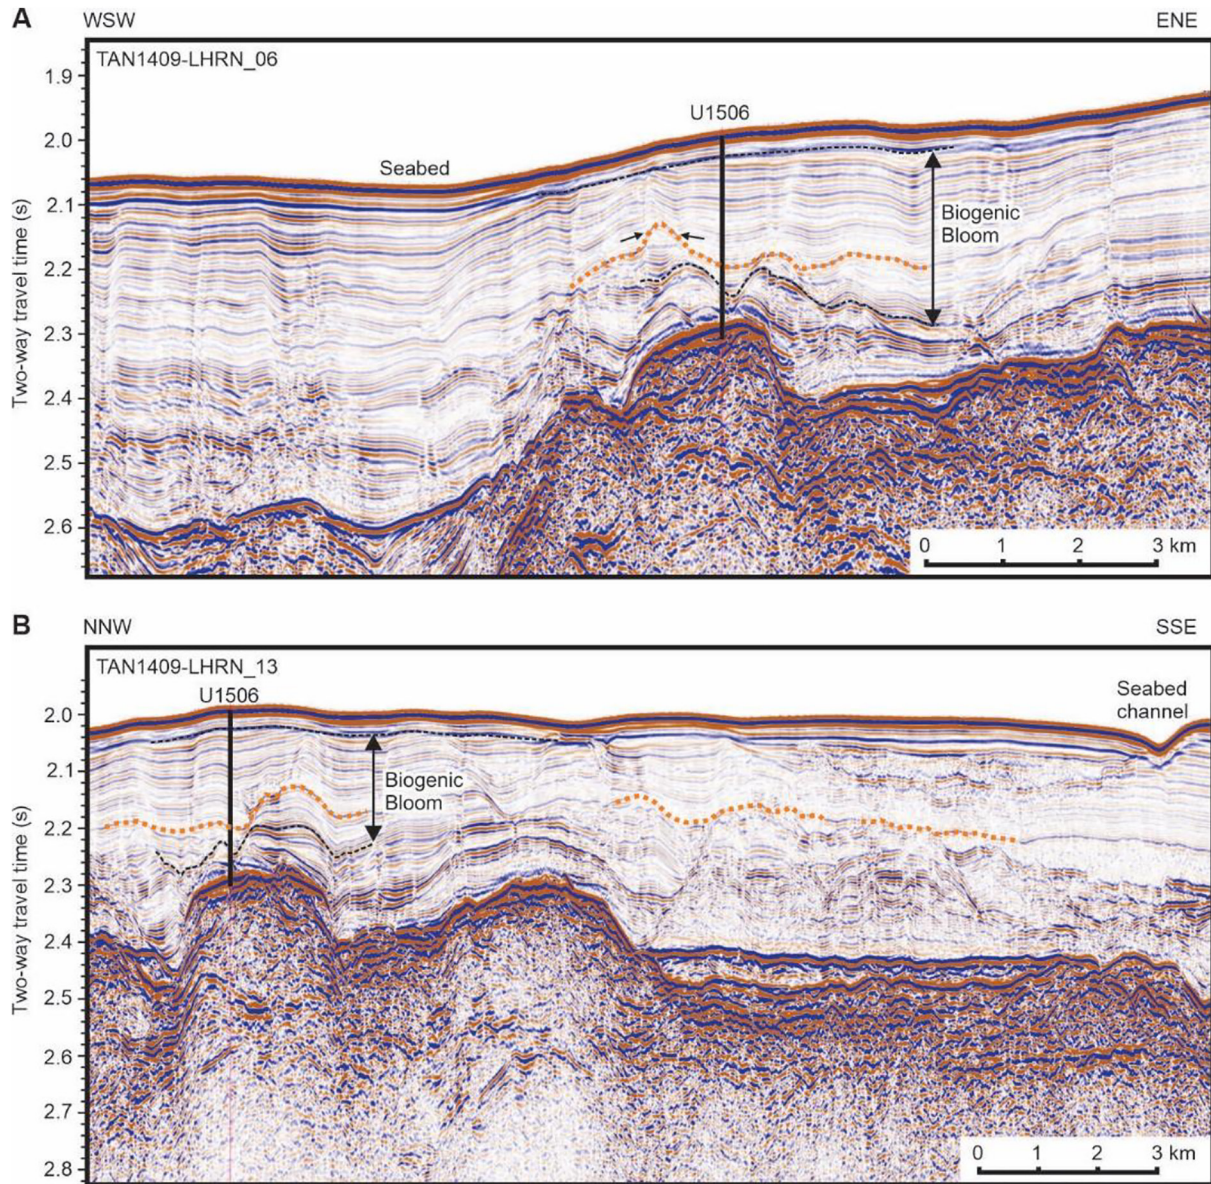 A
WSW
ENE
TAN1409-LHRN_06
U1506
Seabed
Biogenic
Bloom
Two-way travel time (s)
1.9
2.0
2.1
2.2
2.3
2.4
2.5
2.6
0 1 2 3 km
B
NNW
SSE
TAN1409-LHRN_13
U1506
Seabed
channel
Biogenic
Bloom
Two-way travel time (s)
2.0
2.1
2.2
2.3
2.4
2.5
2.6
2.7
2.8
0 1 2 3 km